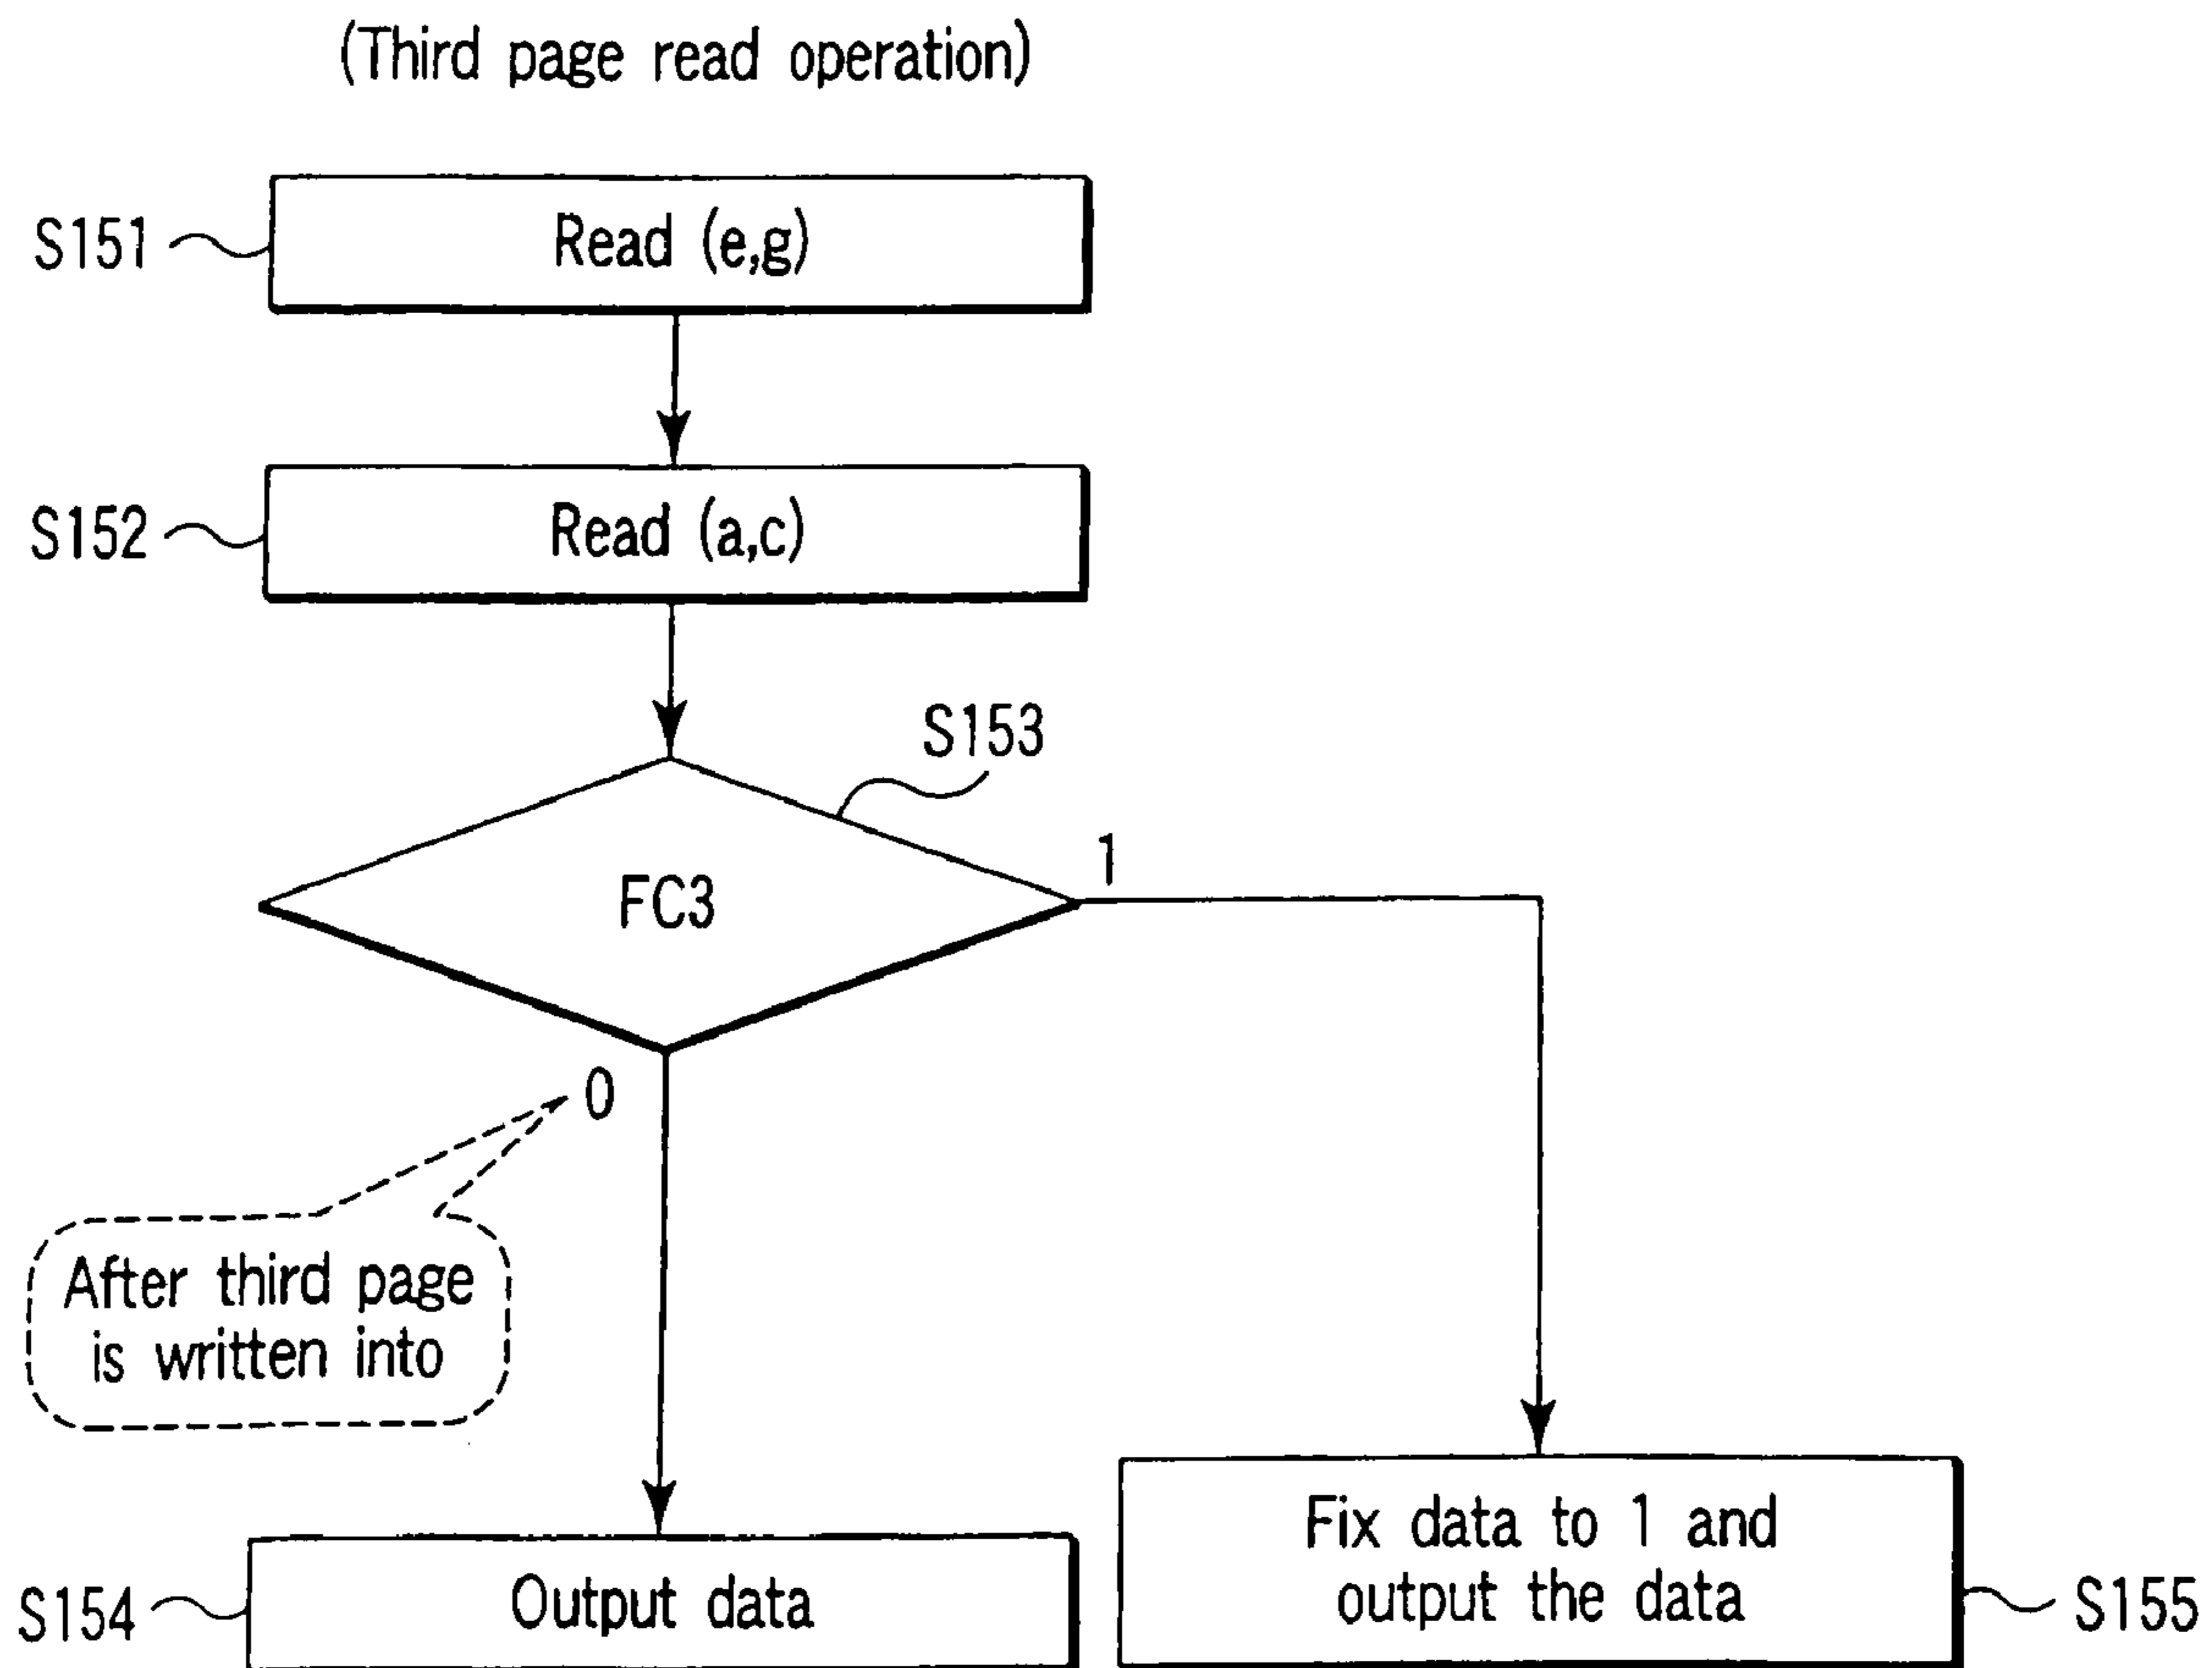 (Third page read operation)
S151
Read (e,g)
S152
Read (a,c)
S153
FC3
1
0
After third page
is written into
Fix data to 1 and
output the data
S154
Output data
S155